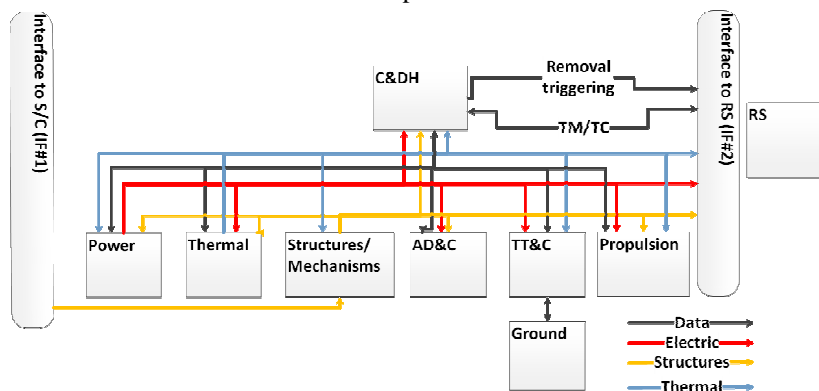 Interface to S/C (IF#1)
C&DH
Removal
triggering
TM/TC
Interface to RS (IF#2)
RS
Power
Thermal
Structures/
Mechanisms
AD&C
TT&C
Propulsion
Ground
Data
Electric
Structures
Thermal